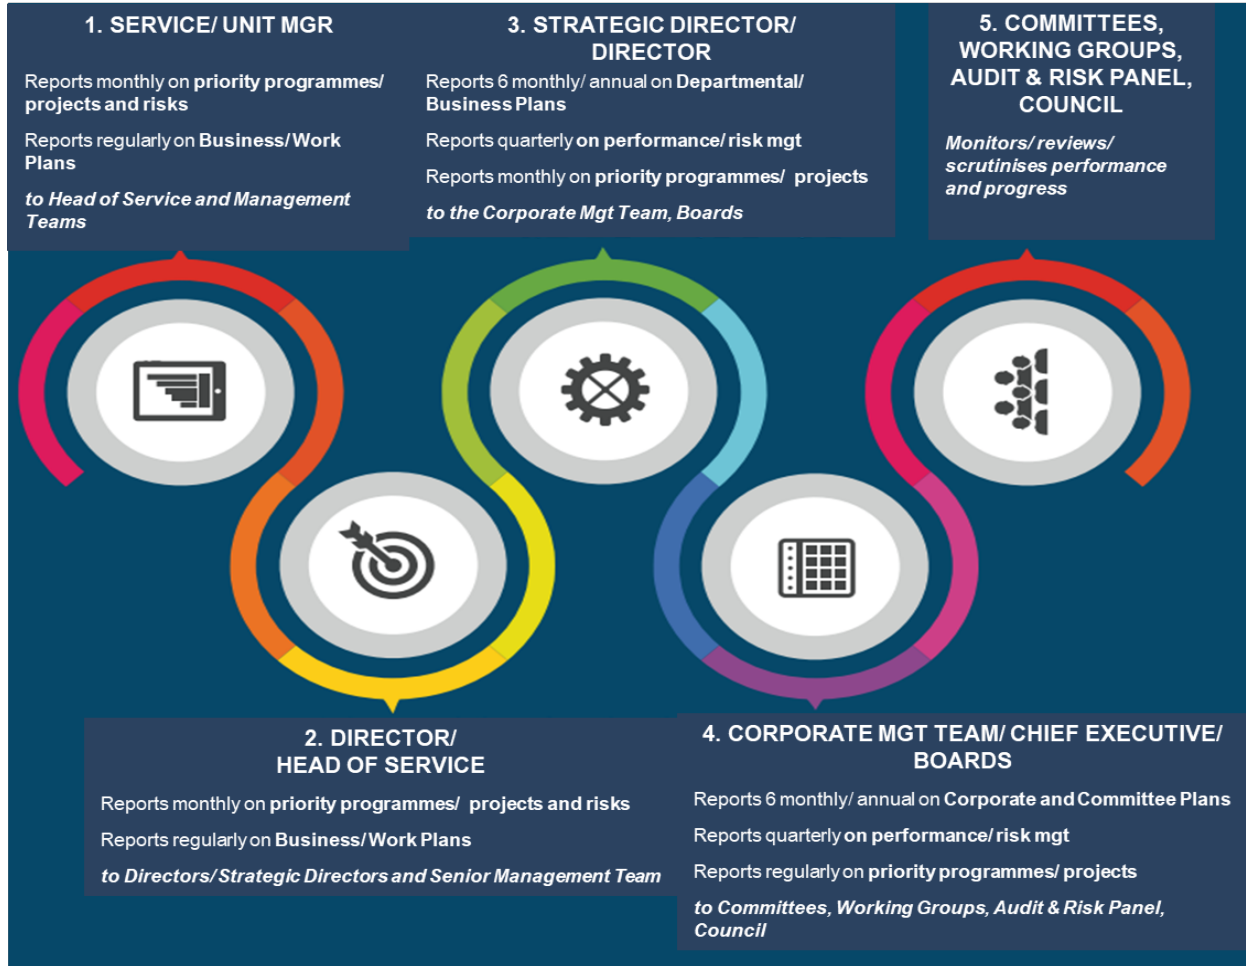 1. SERVICE/ UNIT MGR
Reports monthly on priority programmes/
projects and risks
Reports regularly on Business/ Work
Plans
to Head of Service and Management
Teams
3. STRATEGIC DIRECTOR/
DIRECTOR
Reports 6 monthly/ annual on Departmental/
Business Plans
Reports quarterly on performance/ risk mgt
Reports monthly on priority programmes/ projects
to the Corporate Mgt Team, Boards
5. COMMITTEES,
WORKING GROUPS,
AUDIT & RISK PANEL,
COUNCIL
Monitors/ reviews/
scrutinises performance
and progress
2. DIRECTOR/
HEAD OF SERVICE
Reports monthly on priority programmes/ projects and risks
Reports regularly on Business/ Work Plans
to Directors/ Strategic Directors and Senior Management Team
4. CORPORATE MGT TEAM/ CHIEF EXECUTIVE/
BOARDS
Reports 6 monthly/ annual on Corporate and Committee Plans
Reports quarterly on performance/ risk mgt
Reports regularly on priority programmes/ projects
to Committees, Working Groups, Audit & Risk Panel,
Council